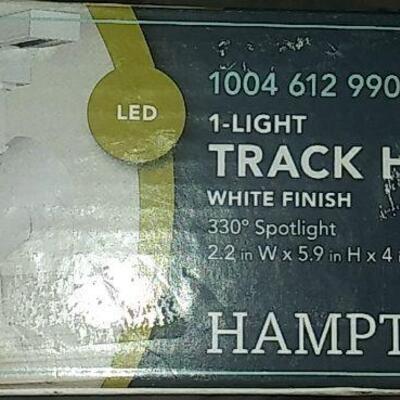 1004 612 990
LED
1-LIGHT
TRACK H
WHITE FINISH
330° Spotlight
2.2 in W x 5.9 in H x 4 i
HAMPT